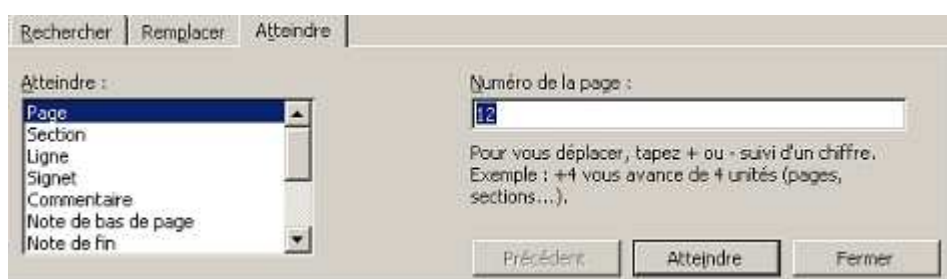 Rechercher Remplacer Atteindre
Atteindre :
Page
Section
Ligne
Signet
Commentaire
Note de bas de page
Note de fin
Numéro de la page :
12
Pour vous déplacer, tapez + ou - suivi d'un chiffre.
Exemple : +4 vous avance de 4 unités (pages,
sections...).
Précédent Atteindre Fermer